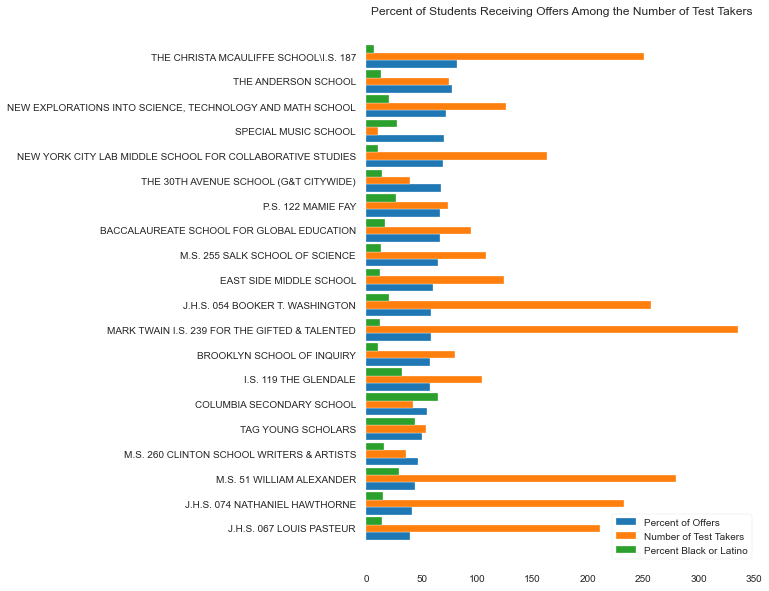 Percent of Students Receiving Offers Among the Number of Test Takers
THE CHRISTA MCAULIFFE SCHOOL\I.S. 187
THE ANDERSON SCHOOL
NEW EXPLORATIONS INTO SCIENCE, TECHNOLOGY AND MATH SCHOOL
SPECIAL MUSIC SCHOOL
NEW YORK CITY LAB MIDDLE SCHOOL FOR COLLABORATIVE STUDIES
THE 30TH AVENUE SCHOOL (G&T CITYWIDE)
P.S. 122 MAMIE FAY
BACCALAUREATE SCHOOL FOR GLOBAL EDUCATION
M.S. 255 SALK SCHOOL OF SCIENCE
EAST SIDE MIDDLE SCHOOL
J.H.S. 054 BOOKER T. WASHINGTON
MARK TWAIN I.S. 239 FOR THE GIFTED & TALENTED
BROOKLYN SCHOOL OF INQUIRY
I.S. 119 THE GLENDALE
COLUMBIA SECONDARY SCHOOL
TAG YOUNG SCHOLARS
M.S. 260 CLINTON SCHOOL WRITERS & ARTISTS
M.S. 51 WILLIAM ALEXANDER
J.H.S. 074 NATHANIEL HAWTHORNE
J.H.S. 067 LOUIS PASTEUR
Percent of Offers
Number of Test Takers
Percent Black or Latino
0 50 100 150 200 250 300 350